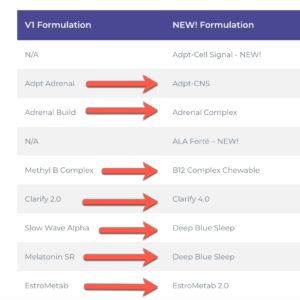 V1 Formulation NEW! Formulation
N/A Adpt-Cell Signal - NEW!
Adpt Adrenal Adpt-CNS
Adrenal Build Adrenal Complex
N/A ALA Forté – NEW!
Methyl B Complex B12 Complex Chewable
Clarify 2.0 Clarify 4.0
Slow Wave Alpha Deep Blue Sleep
Melatonin SR Deep Blue Sleep
EstroMetab EstroMetab 2.0